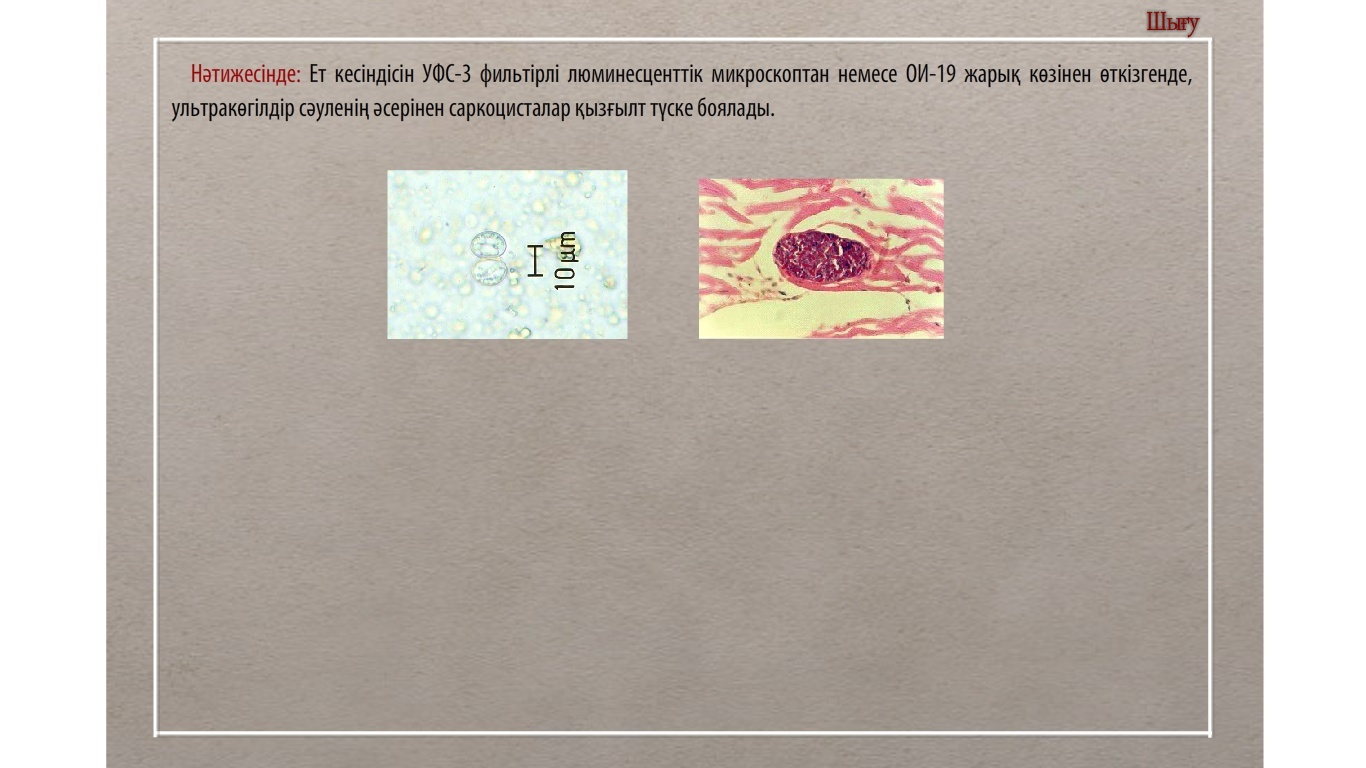 Шығу
Нәтижесінде: Ет кесіндісін УФС-3 фильтірлі люминесценттік микроскоптан немесе ОИ-19 жарық көзінен өткізгенде,
ультракөгілдір сәуленің әсерінен саркоцисталар қызғылт түске боялады.
10 µm